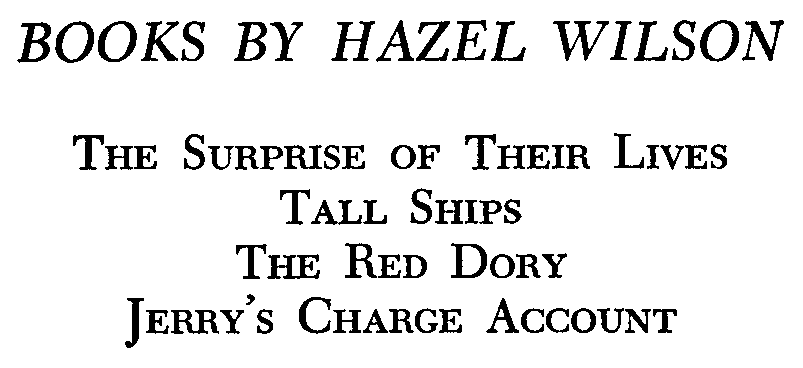 BOOKS BY HAZEL WILSON
The Surprise of Their Lives
Tall Ships
The Red Dory
Jerry's Charge Account